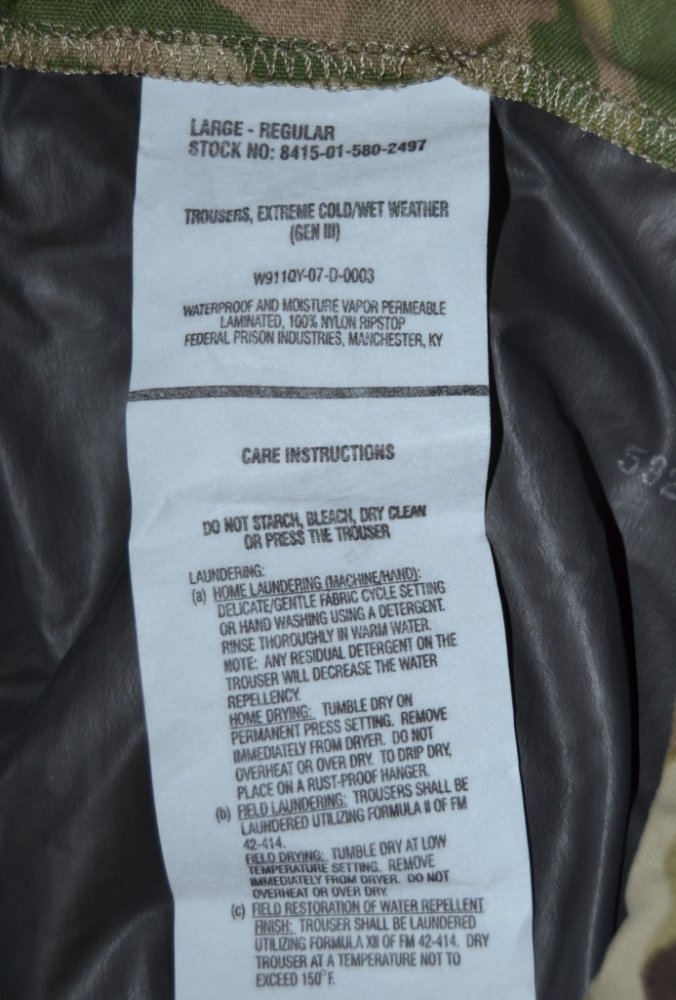 LARGE - REGULAR
STOCK NO: 8415-01-580-2497
TROUSERS, EXTREME COLD/WET WEATHER
(GEN III)
W911QY-07-D-0003
WATERPROOF AND MOISTURE VAPOR PERMEABLE
LAMINATED, 100% NYLON RIPSTOP
FEDERAL PRISON INDUSTRIES, MANCHESTER, KY
CARE INSTRUCTIONS
DO NOT STARCH, BLEACH, DRY CLEAN
OR PRESS THE TROUSER
LAUNDERING:
(a) HOME LAUNDERING (MACHINE/HAND):
DELICATE/GENTLE FABRIC CYCLE SETTING
OR HAND WASHING USING A DETERGENT.
RINSE THOROUGHLY IN WARM WATER.
NOTE: ANY RESIDUAL DETERGENT ON THE
TROUSER WILL DECREASE THE WATER
REPELLENCY.
HOME DRYING: TUMBLE DRY ON
PERMANENT PRESS SETTING. REMOVE
IMMEDIATELY FROM DRYER. DO NOT
OVERHEAT OR OVER DRY. TO DRIP DRY,
PLACE ON A RUST-PROOF HANGER.
(b) FIELD LAUNDERING: TROUSERS SHALL BE
LAUNDERED UTILIZING FORMULA II OF FM
42-414.
FIELD DRYING: TUMBLE DRY AT LOW
TEMPERATURE SETTING. REMOVE
IMMEDIATELY FROM DRYER. DO NOT
OVERHEAT OR OVER DRY.
(c) FIELD RESTORATION OF WATER REPELLENT
FINISH: TROUSER SHALL BE LAUNDERED
UTILIZING FORMULA XII OF FM 42-414. DRY
TROUSER AT A TEMPERATURE NOT TO
EXCEED 150°F.